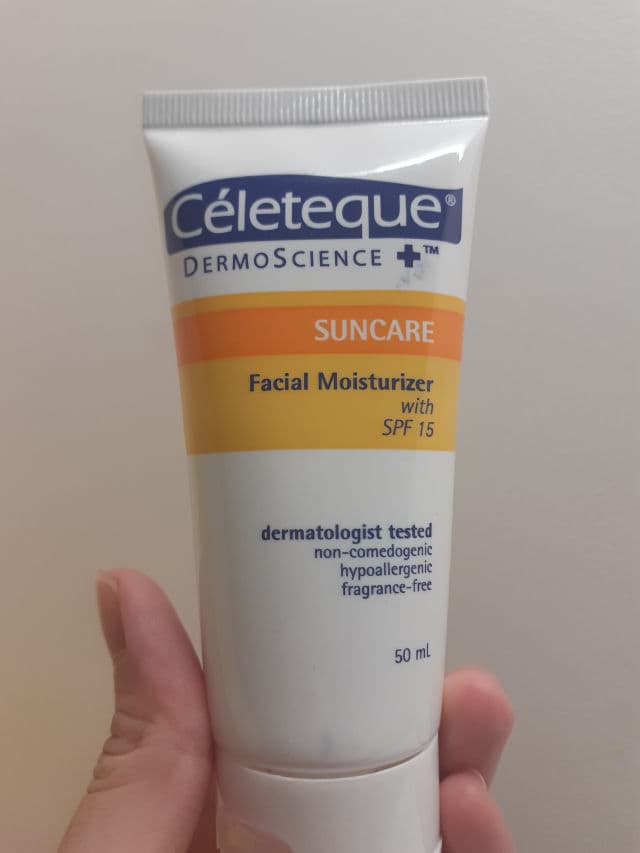 Céleteque®
DERMOSCIENCE +™
SUNCARE
Facial Moisturizer
with
SPF 15
dermatologist tested
non-comedogenic
hypoallergenic
fragrance-free
50 mL